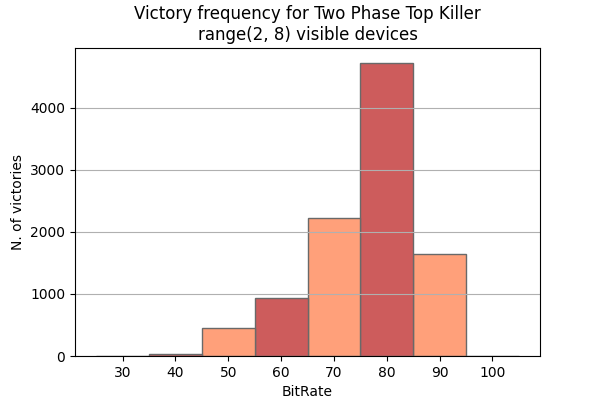 Victory frequency for Two Phase Top Killer
range(2, 8) visible devices
N. of victories
4000
3000
2000
1000
0
30 40 50 60 70 80 90 100
BitRate